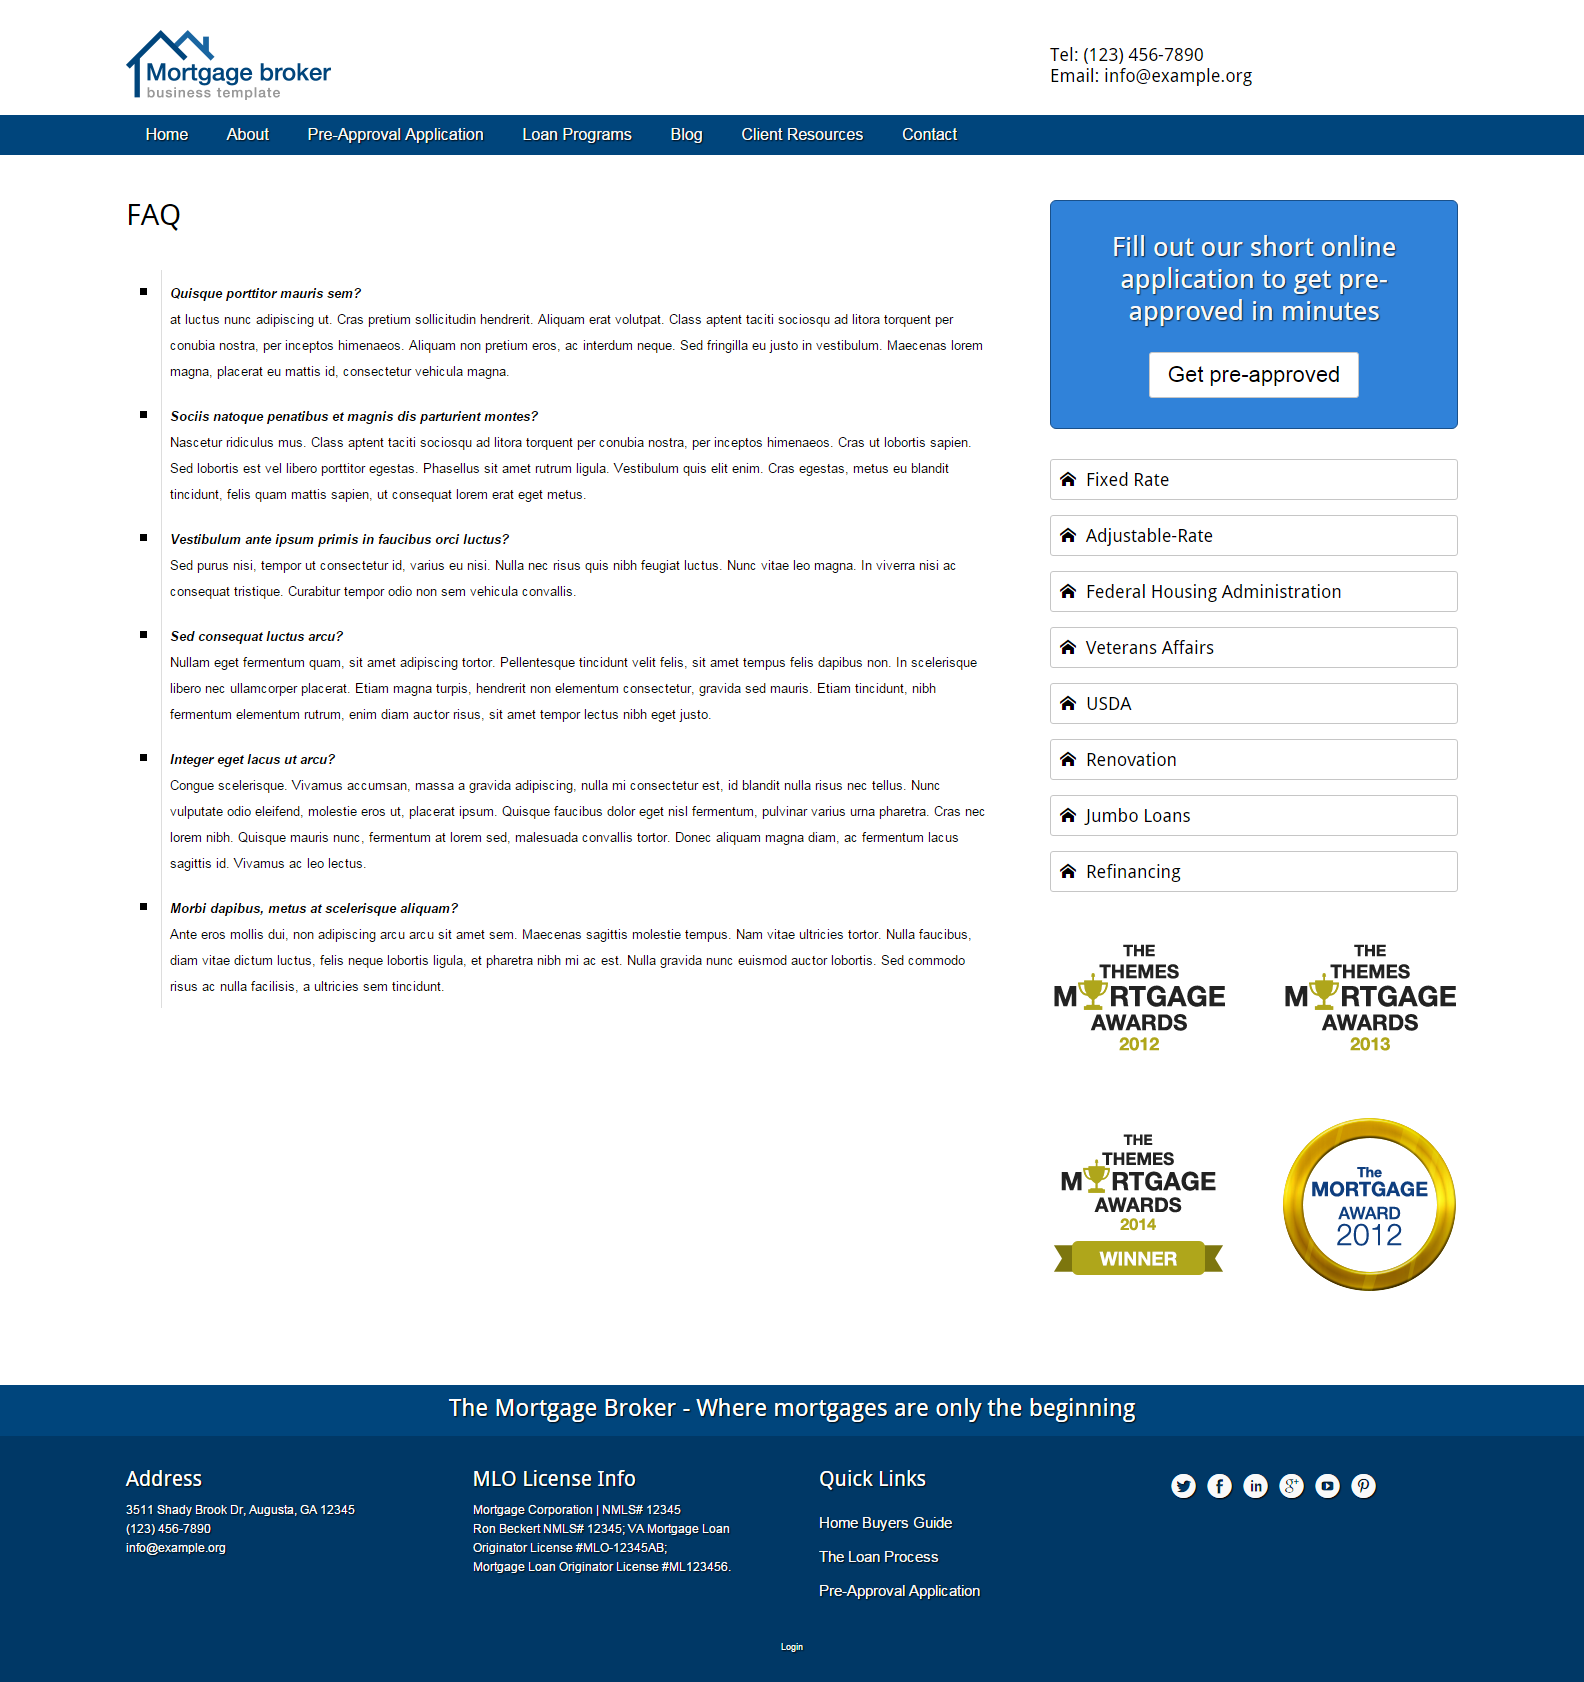 Mortgage broker
business template
Tel: (123) 456-7890
Email: info@example.org
Home About Pre-Approval Application Loan Programs Blog Client Resources Contact
FAQ
Quisque porttitor mauris sem?
at luctus nunc adipiscing ut. Cras pretium sollicitudin hendrerit. Aliquam erat volutpat. Class aptent taciti sociosqu ad litora torquent per
conubia nostra, per inceptos himenaeos. Aliquam non pretium eros, ac interdum neque. Sed fringilla eu justo in vestibulum. Maecenas lorem
magna, placerat eu mattis id, consectetur vehicula magna.
Sociis natoque penatibus et magnis dis parturient montes?
Nascetur ridiculus mus. Class aptent taciti sociosqu ad litora torquent per conubia nostra, per inceptos himenaeos. Cras ut lobortis sapien.
Sed lobortis est vel libero porttitor egestas. Phasellus sit amet rutrum ligula. Vestibulum quis elit enim. Cras egestas, metus eu blandit
tincidunt, felis quam mattis sapien, ut consequat lorem erat eget metus.
Vestibulum ante ipsum primis in faucibus orci luctus?
Sed purus nisi, tempor ut consectetur id, varius eu nisi. Nulla nec risus quis nibh feugiat luctus. Nunc vitae leo magna. In viverra nisi ac
consequat tristique. Curabitur tempor odio non sem vehicula convallis.
Sed consequat luctus arcu?
Nullam eget fermentum quam, sit amet adipiscing tortor. Pellentesque tincidunt velit felis, sit amet tempus felis dapibus non. In scelerisque
libero nec ullamcorper placerat. Etiam magna turpis, hendrerit non elementum consectetur, gravida sed mauris. Etiam tincidunt, nibh
fermentum elementum rutrum, enim diam auctor risus, sit amet tempor lectus nibh eget justo.
Integer eget lacus ut arcu?
Congue scelerisque. Vivamus accumsan, massa a gravida adipiscing, nulla mi consectetur est, id blandit nulla risus nec tellus. Nunc
vulputate odio eleifend, molestie eros ut, placerat ipsum. Quisque faucibus dolor eget nisl fermentum, pulvinar varius urna pharetra. Cras nec
lorem nibh. Quisque mauris nunc, fermentum at lorem sed, malesuada convallis tortor. Donec aliquam magna diam, ac fermentum lacus
sagittis id. Vivamus ac leo lectus.
Morbi dapibus, metus at scelerisque aliquam?
Ante eros mollis dui, non adipiscing arcu arcu sit amet sem. Maecenas sagittis molestie tempus. Nam vitae ultricies tortor. Nulla faucibus,
diam vitae dictum luctus, felis neque lobortis ligula, et pharetra nibh mi ac est. Nulla gravida nunc euismod auctor lobortis. Sed commodo
risus ac nulla facilisis, a ultricies sem tincidunt.
Fill out our short online
application to get pre-
approved in minutes
Get pre-approved
Fixed Rate
Adjustable-Rate
Federal Housing Administration
Veterans Affairs
USDA
Renovation
Jumbo Loans
Refinancing
THE
THEMES
MORTGAGE
AWARDS
2012
THE
THEMES
MORTGAGE
AWARDS
2013
THE
THEMES
MORTGAGE
AWARDS
2014
WINNER
The
MORTGAGE
AWARD
2012
The Mortgage Broker - Where mortgages are only the beginning
Address
3511 Shady Brook Dr, Augusta, GA 12345
(123) 456-7890
info@example.org
MLO License Info
Mortgage Corporation | NMLS# 12345
Ron Beckert NMLS# 12345; VA Mortgage Loan
Originator License #MLO-12345AB;
Mortgage Loan Originator License #ML123456.
Quick Links
Home Buyers Guide
The Loan Process
Pre-Approval Application
Login